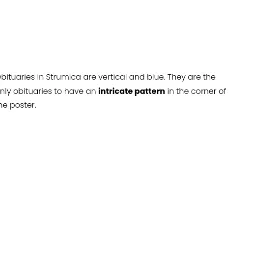 bituaries in Strumica are vertical and blue. They are the
nly obituaries to have an intricate pattern in the corner of
he poster.